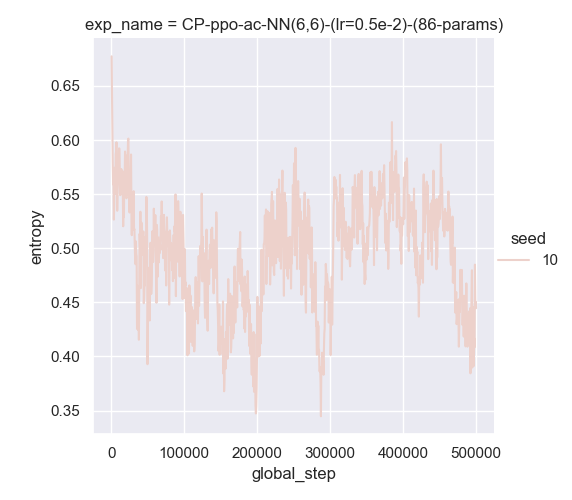 exp_name = CP-ppo-ac-NN(6,6)-(lr=0.5e-2)-(86-params)
0.65
0.60
0.55
0.50
0.45
0.40
0.35
entropy
0 100000 200000 300000 400000 500000
global_step
seed
10